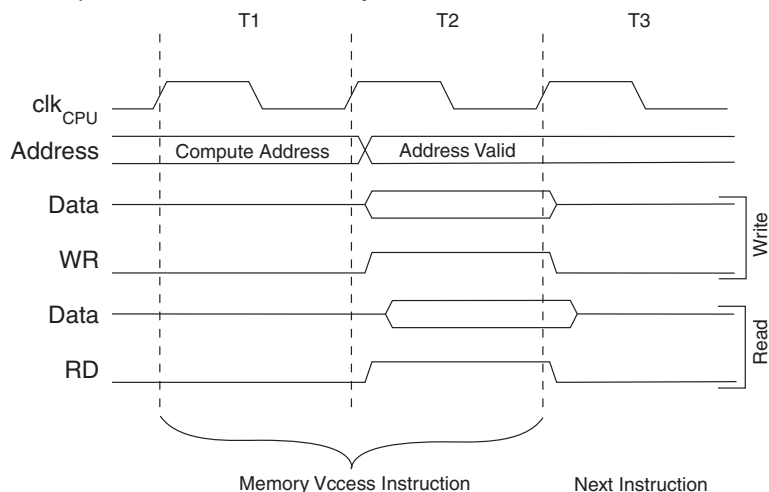 T1 T2 T3
clkCPU
Address Compute Address Address Valid
Data
WR
Write
Data
RD
Read
Memory Vccess Instruction Next Instruction